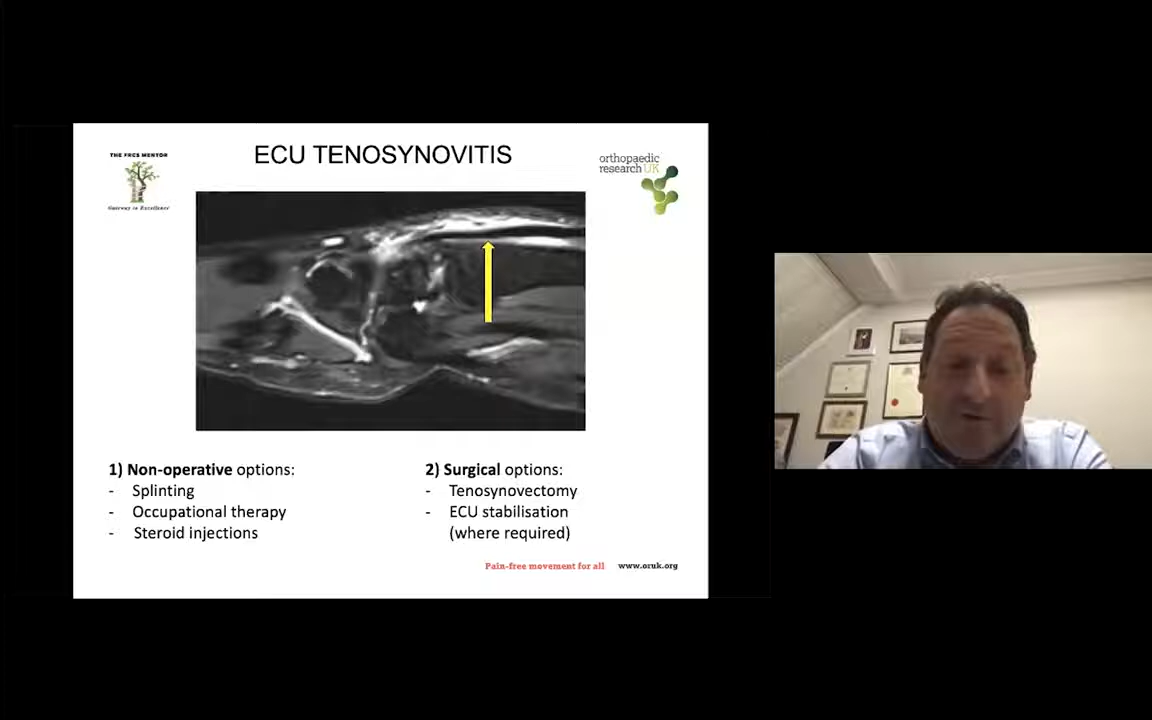 THE FRCS MENTOR
Gateway to Excellence
ECU TENOSYNOVITIS
orthopaedic
research UK
1) Non-operative options:
- Splinting
- Occupational therapy
- Steroid injections
2) Surgical options:
- Tenosynovectomy
- ECU stabilisation
(where required)
Pain-free movement for all www.oruk.org